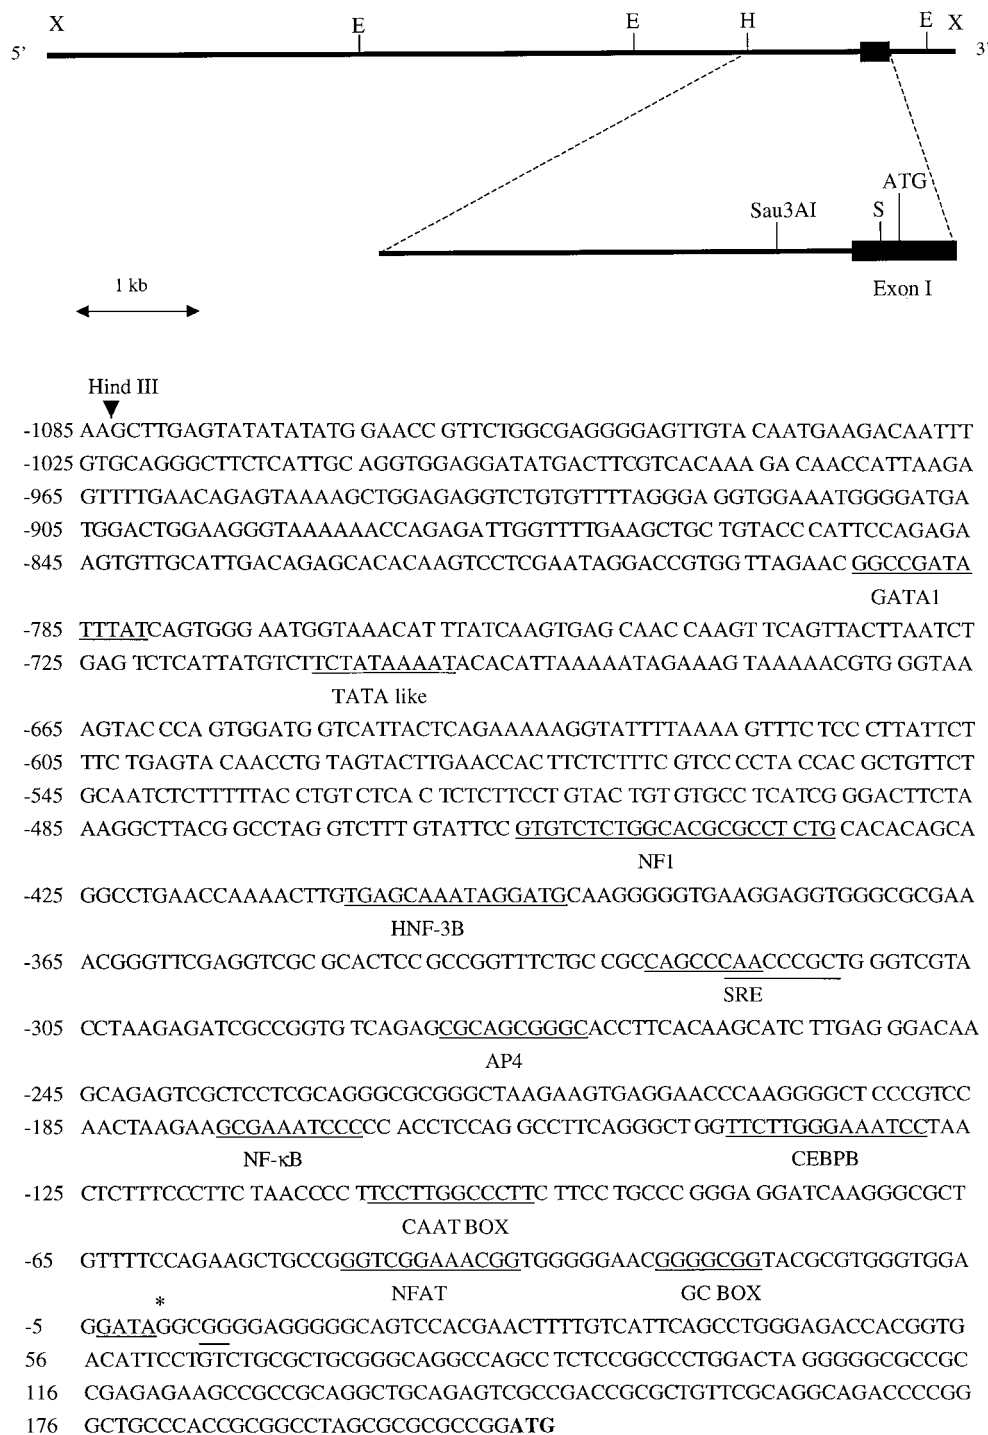 X E E H E X
5' 3'
ATG
Sau3AI S
1 kb Exon I
Hind III
-1085 AAGCTTGAGTATATATATG GAACC GTTCTGGCGAGGGGAGTTGTA CAATGAAGACAATTT
-1025 GTGCAGGGCTTCTCATTGC AGGTGGAGGATATGACTTCGTCACAAA GA CAACCATTAAGA
-965 GTTTTGAACAGAGTAAAAGCTGGAGAGGTCTGTGTTTTAGGGA GGTGGAAATGGGGATGA
-905 TGGACTGGAAGGGTAAAAAACCAGAGATTGGTTTTGAAGCTGC TGTACC CATTCCAGAGA
-845 AGTGTTGCATTGACAGAGCACACAAGTCCTCGAATAGGACCGTGG TTAGAAC GGCCGATA
GATA1
-785 TTTATCAGTGGG AATGGTAAACAT TTATCAAGTGAG CAAC CAAGT TCAGTTACTTAATCT
-725 GAG TCTCATTATGTCTTCTATAAAATACACATTAAAAATAGAAAG TAAAAACGTG GGTAA
TATA like
-665 AGTAC CCA GTGGATG GTCATTACTCAGAAAAAGGTATTTTAAAA GTTTC TCC CTTATTCT
-605 TTC TGAGTA CAACCTG TAGTACTTGAACCAC TTCTCTTTC GTCC CCTA CCAC GCTGTTCT
-545 GCAATCTCTTTTTAC CTGTCTCA C TCTCTTCCT GTAC TGT GTGCC TCATCG GGACTTCTA
-485 AAGGCTTACG GCCTAG GTCTTT GTATTCC GTGTCTCTGGCACGCGCCT CTG CACACAGCA
NF1
-425 GGCCTGAACCAAAACTTGTGAGCAAATAGGATGCAAGGGGGTGAAGGAGGTGGGCGCGAA
HNF-3B
-365 ACGGGTTCGAGGTCGC GCACTCC GCCGGTTTCTGC CGCCAGCCCCAACCCGCTG GGTCGTA
SRE
-305 CCTAAGAGATCGCCGGTG TCAGAGCGCAGCGGGCACCTTCACAAGCATC TTGAG GGACAA
AP4
-245 GCAGAGTCGCTCCTCGCAGGGCGCGGGCTAAGAAGTGAGGAACCCAAGGGGCT CCCGTCC
-185 AACTAAGAAGCGAAATCCCCC ACCTCCAG GCCTTCAGGGCT GGTTCTTGGGAAATCCTAA
NF-κB CEBPB
-125 CTCTTTCCCTTC TAACCCC TTCCTTGGCCCTTC TTCC TGCCC GGGA GGATCAAGGGCGCT
CAAT BOX
-65 GTTTTCCAGAAGCTGCCGGGTCGGAAACGGTGGGGGAACGGGGCGGTACGCGTGGGTGGA
NFAT GC BOX
*
-5 GGATAGGCGGGGAGGGGGCAGTCCACGAACTTTTGTCATTCAGCCTGGGAGACCACGGTG
56 ACATTCCTGTCTGCGCTGCGGGCAGGCCAGCC TCTCCGGCCCTGGACTA GGGGGCGCCGC
116 CGAGAGAAGCCGCCGCAGGCTGCAGAGTCGCCGACCGCGCTGTTCGCAGGCAGACCCCGG
176 GCTGCCCACCGCGGCCTAGCGCGCGCCGGATG